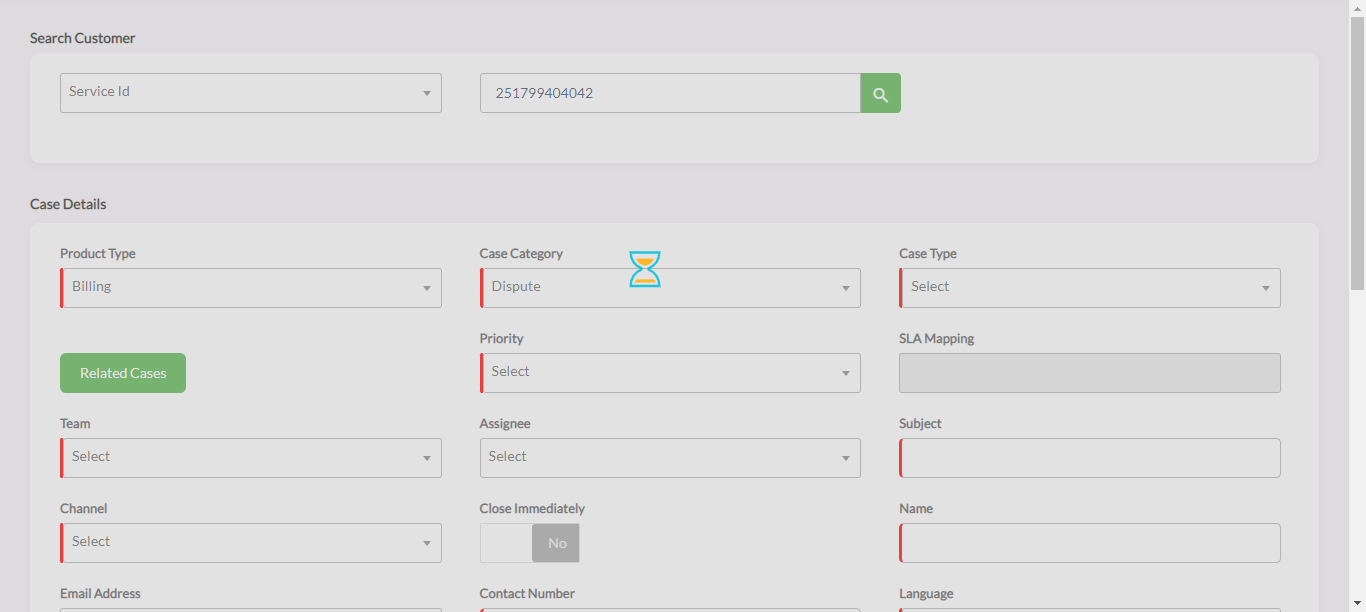 Search Customer
Service Id
251799404042
Case Details
Product Type
Case Category
Case Type
Billing
Dispute
Select
Priority
SLA Mapping
Related Cases
Select
Team
Assignee
Subject
Select
Select
Channel
Close Immediately
Name
Select
No
Email Address
Contact Number
Language